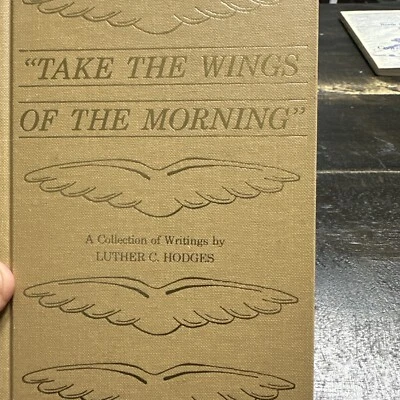 "TAKE THE WINGS
OF THE MORNING"
A Collection of Writings by
LUTHER C. HODGES